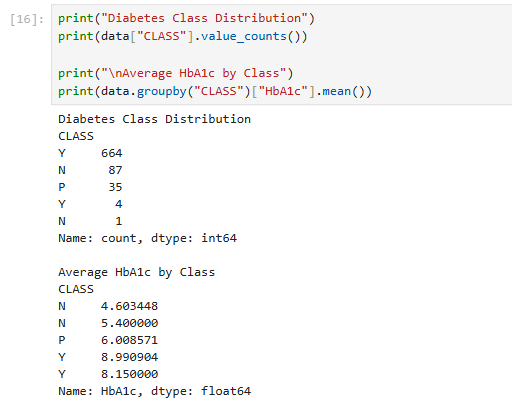 [16]:
print("Diabetes Class Distribution")
print(data["CLASS"].value_counts())
print("\nAverage HbA1c by Class")
print(data.groupby("CLASS")["HbA1c"].mean())
Diabetes Class Distribution
CLASS
Y     664
N      87
P      35
Y       4
N       1
Name: count, dtype: int64
Average HbA1c by Class
CLASS
N     4.603448
N     5.400000
P     6.008571
Y     8.990904
Y     8.150000
Name: HbA1c, dtype: float64